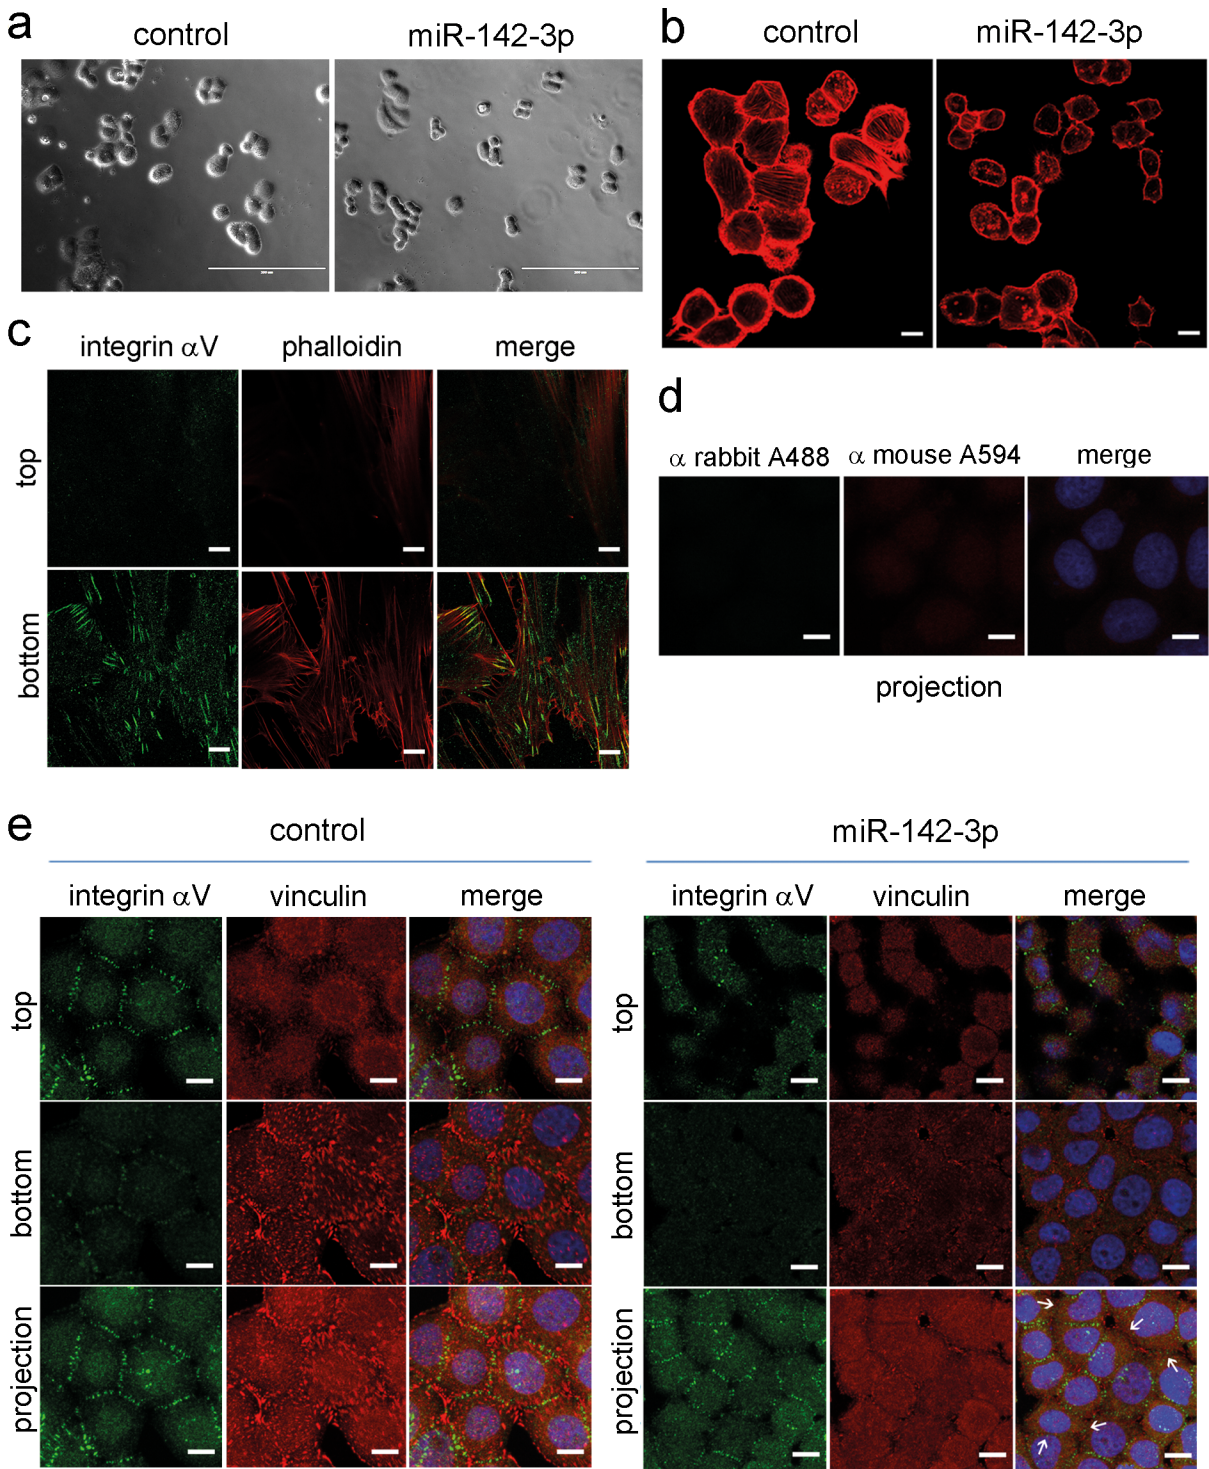 a
control
miR-142-3p
b
control
miR-142-3p
c
integrin αV
phalloidin
merge
top
bottom
d
α rabbit A488
α mouse A594
merge
projection
e
control
miR-142-3p
integrin αV
vinculin
merge
integrin αV
vinculin
merge
top
bottom
projection
top
bottom
projection